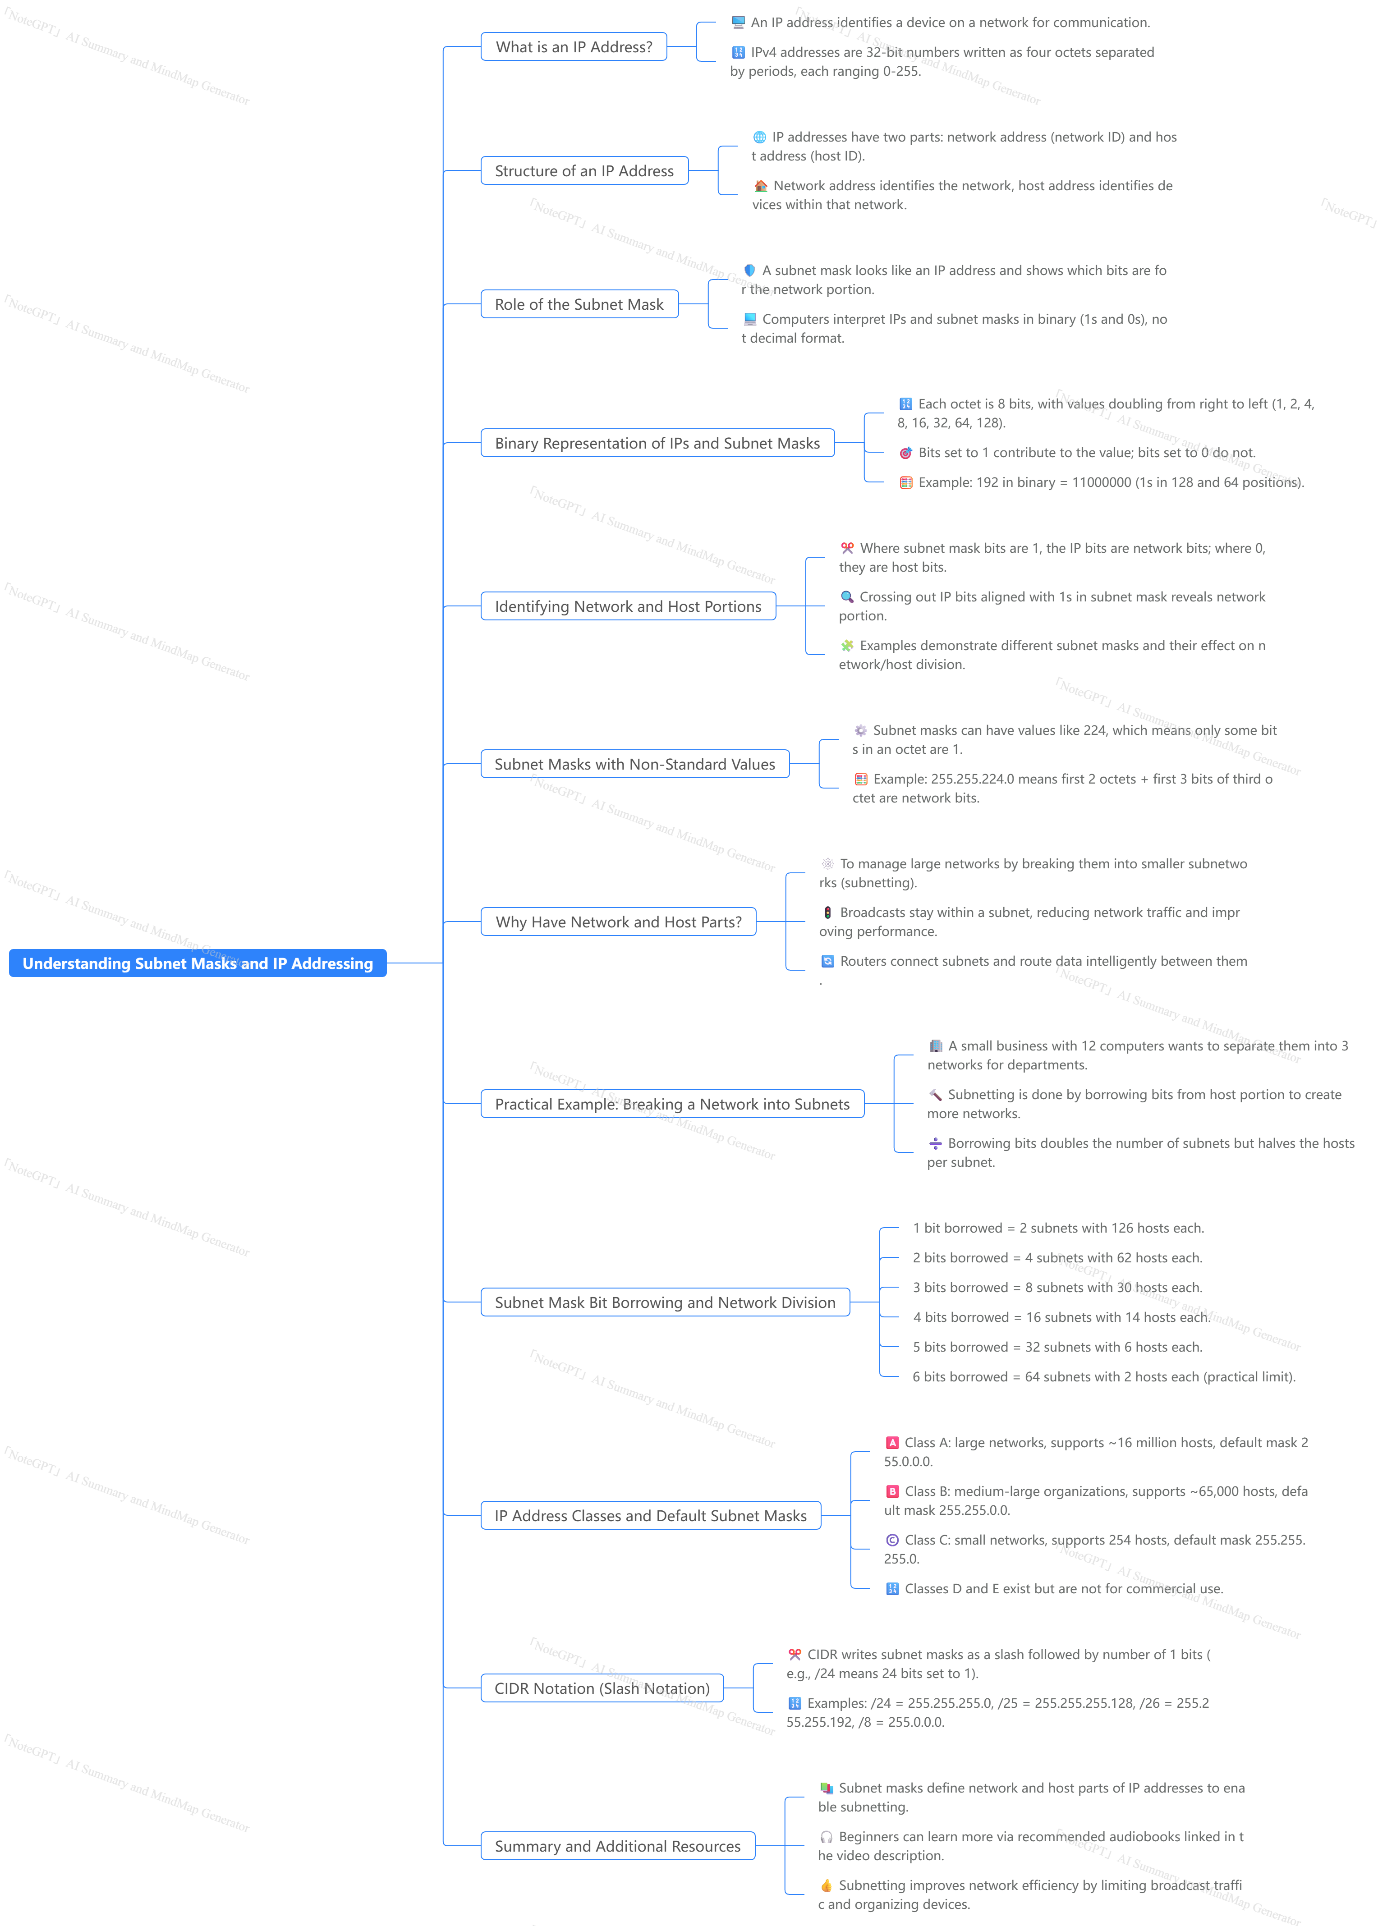 Understanding Subnet Masks and IP Addressing
What is an IP Address?
🖥️ An IP address identifies a device on a network for communication.
🔢 IPv4 addresses are 32-bit numbers written as four octets separated
by periods, each ranging 0-255.
Structure of an IP Address
🌐 IP addresses have two parts: network address (network ID) and hos
t address (host ID).
🏠 Network address identifies the network, host address identifies de
vices within that network.
Role of the Subnet Mask
🛡️ A subnet mask looks like an IP address and shows which bits are fo
r the network portion.
💻 Computers interpret IPs and subnet masks in binary (1s and 0s), no
t decimal format.
Binary Representation of IPs and Subnet Masks
🔢 Each octet is 8 bits, with values doubling from right to left (1, 2, 4,
8, 16, 32, 64, 128).
🎯 Bits set to 1 contribute to the value; bits set to 0 do not.
🧮 Example: 192 in binary = 11000000 (1s in 128 and 64 positions).
Identifying Network and Host Portions
✂️ Where subnet mask bits are 1, the IP bits are network bits; where 0,
they are host bits.
🔍 Crossing out IP bits aligned with 1s in subnet mask reveals network
portion.
🧩 Examples demonstrate different subnet masks and their effect on n
etwork/host division.
Subnet Masks with Non-Standard Values
⚙️ Subnet masks can have values like 224, which means only some bit
s in an octet are 1.
🧮 Example: 255.255.224.0 means first 2 octets + first 3 bits of third o
ctet are network bits.
Why Have Network and Host Parts?
🕸️ To manage large networks by breaking them into smaller subnetwo
rks (subnetting).
🚦 Broadcasts stay within a subnet, reducing network traffic and impr
oving performance.
🔄 Routers connect subnets and route data intelligently between them
.
Practical Example: Breaking a Network into Subnets
🏢 A small business with 12 computers wants to separate them into 3
networks for departments.
🔨 Subnetting is done by borrowing bits from host portion to create
more networks.
➗ Borrowing bits doubles the number of subnets but halves the hosts
per subnet.
Subnet Mask Bit Borrowing and Network Division
1 bit borrowed = 2 subnets with 126 hosts each.
2 bits borrowed = 4 subnets with 62 hosts each.
3 bits borrowed = 8 subnets with 30 hosts each.
4 bits borrowed = 16 subnets with 14 hosts each.
5 bits borrowed = 32 subnets with 6 hosts each.
6 bits borrowed = 64 subnets with 2 hosts each (practical limit).
IP Address Classes and Default Subnet Masks
🅰️ Class A: large networks, supports ~16 million hosts, default mask 2
55.0.0.0.
🅱️ Class B: medium-large organizations, supports ~65,000 hosts, defa
ult mask 255.255.0.0.
©️ Class C: small networks, supports 254 hosts, default mask 255.255.
255.0.
🔢 Classes D and E exist but are not for commercial use.
CIDR Notation (Slash Notation)
✂️ CIDR writes subnet masks as a slash followed by number of 1 bits (
e.g., /24 means 24 bits set to 1).
🔢 Examples: /24 = 255.255.255.0, /25 = 255.255.255.128, /26 = 255.2
55.255.192, /8 = 255.0.0.0.
Summary and Additional Resources
📚 Subnet masks define network and host parts of IP addresses to ena
ble subnetting.
🎧 Beginners can learn more via recommended audiobooks linked in t
he video description.
👍 Subnetting improves network efficiency by limiting broadcast traffi
c and organizing devices.
「NoteGPT」 AI Summary and MindMap Generator